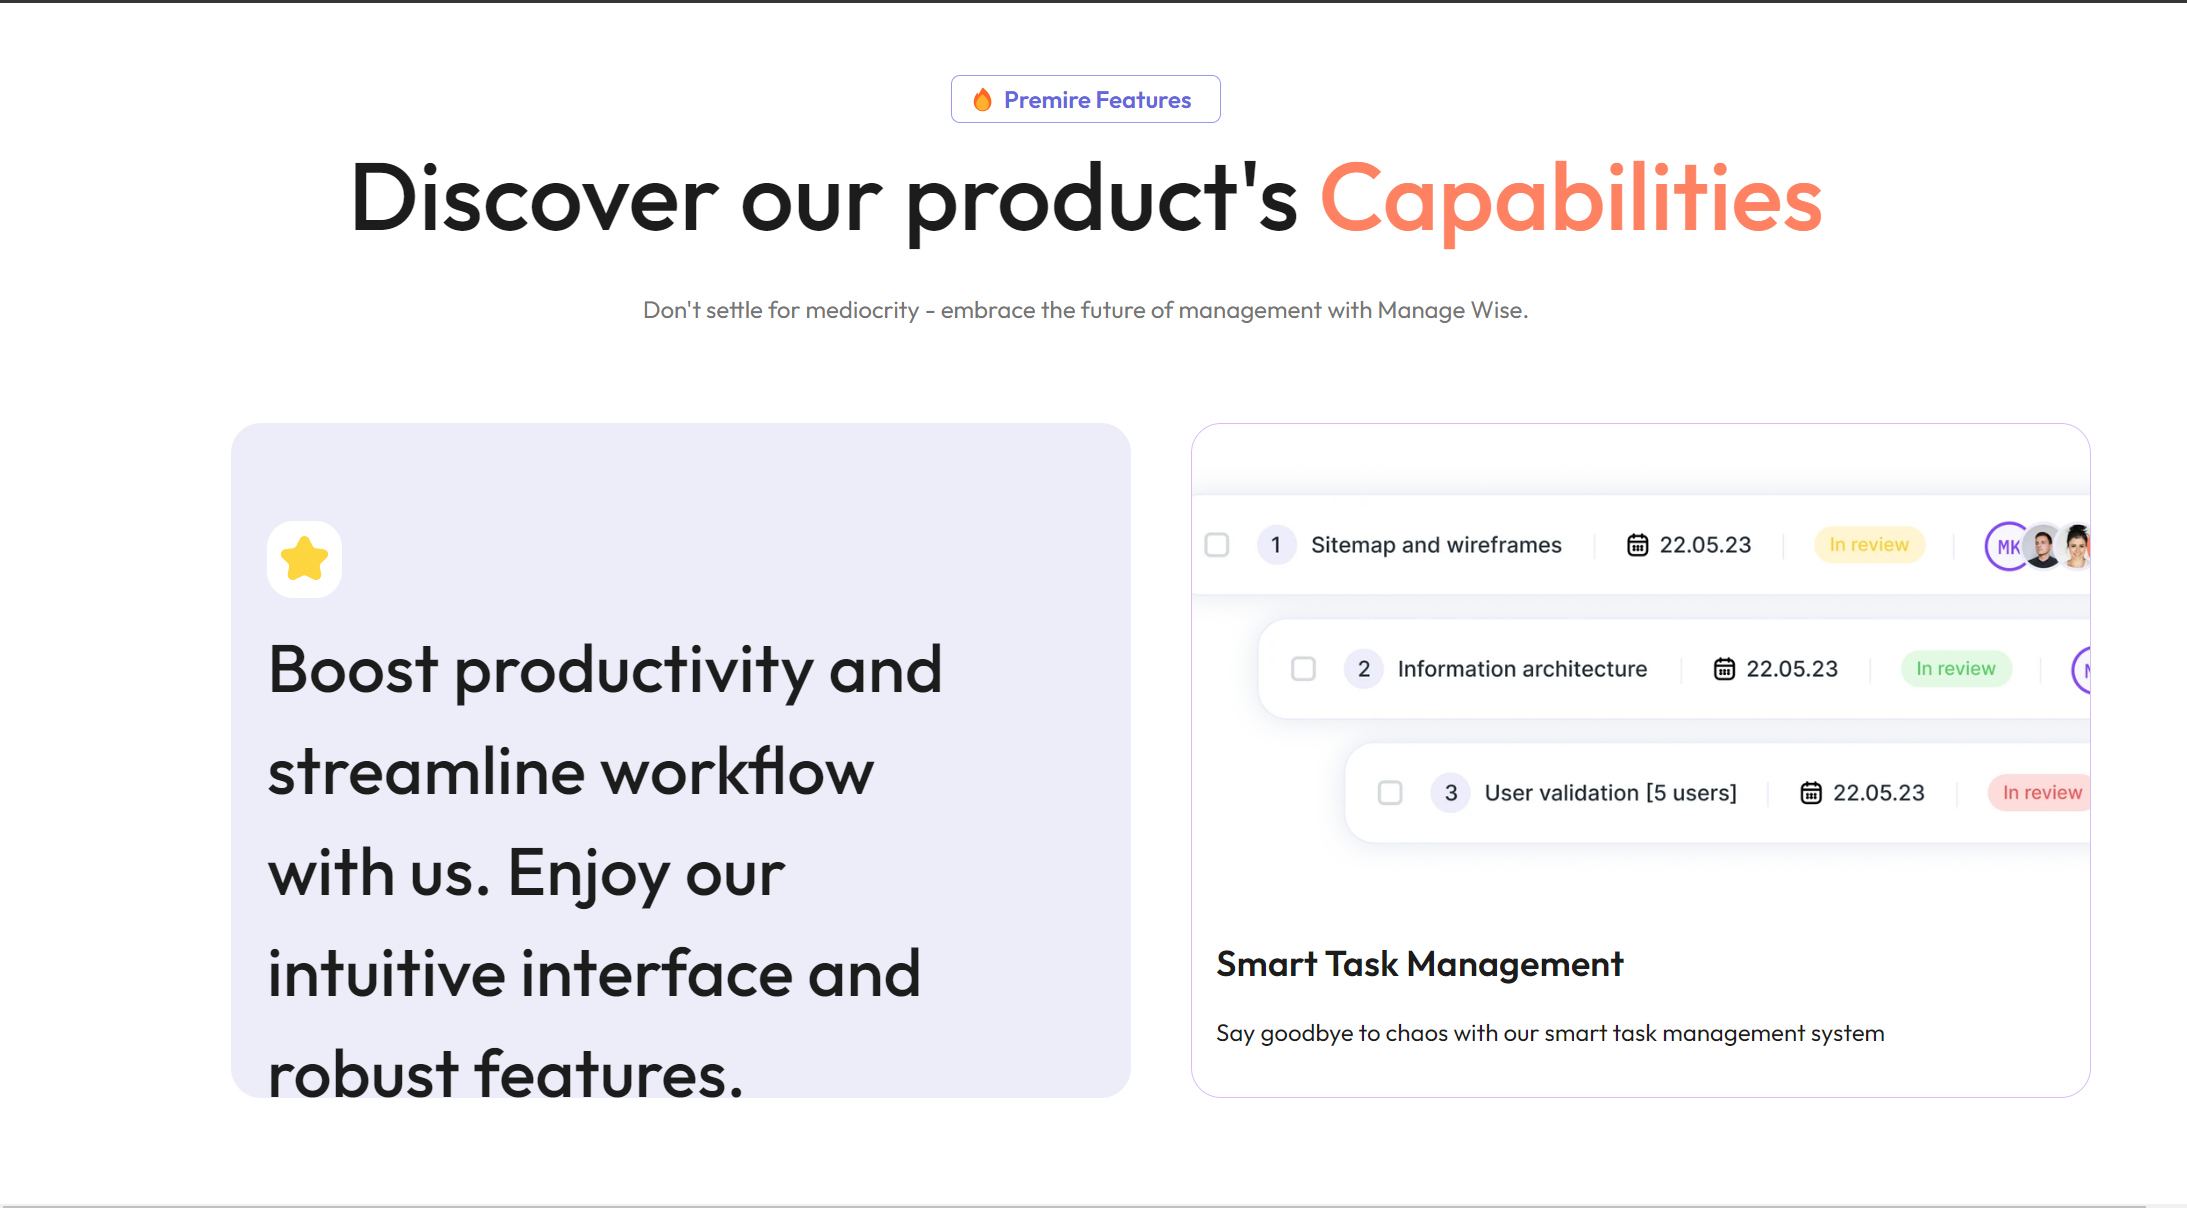 Premire Features
Discover our product's Capabilities
Don't settle for mediocrity - embrace the future of management with Manage Wise.
Boost productivity and
streamline workflow
with us. Enjoy our
intuitive interface and
robust features.
1 Sitemap and wireframes 22.05.23 In review MK
2 Information architecture 22.05.23 In review
3 User validation [5 users] 22.05.23 In review
Smart Task Management
Say goodbye to chaos with our smart task management system